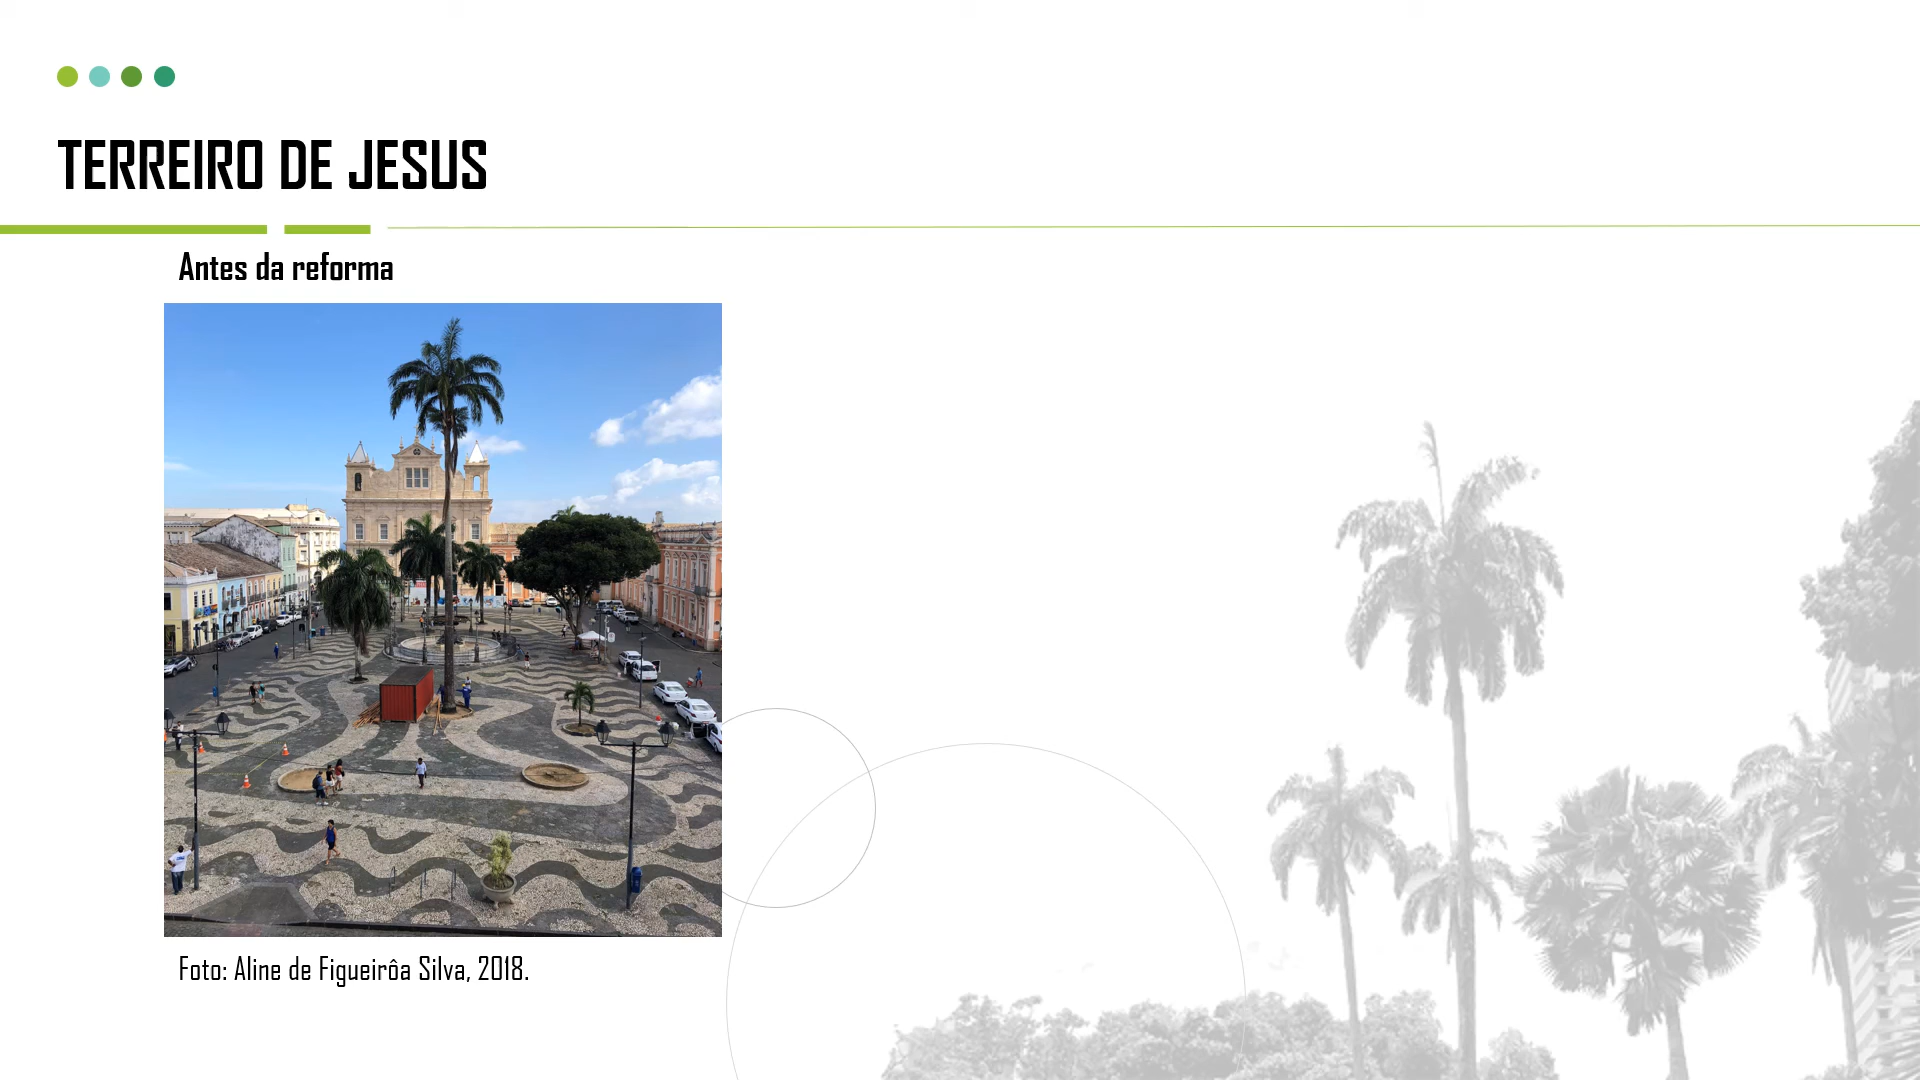 TERREIRO DE JESUS
Antes da reforma
Foto: Aline de Figueirôa Silva, 2018.